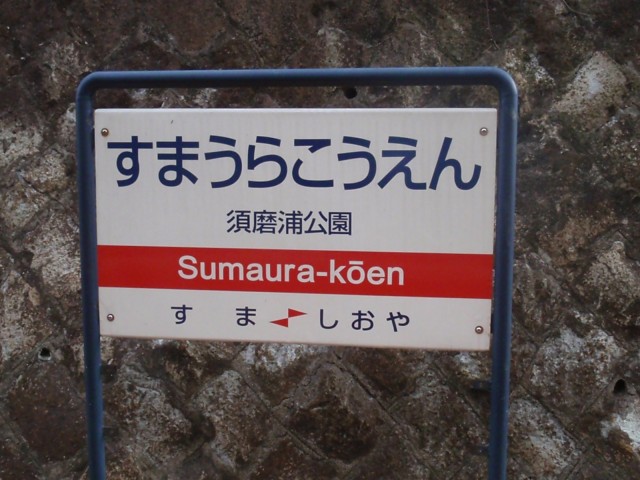 すまうらこうえん
須磨浦公園
Sumaura-kōen
すま しおや